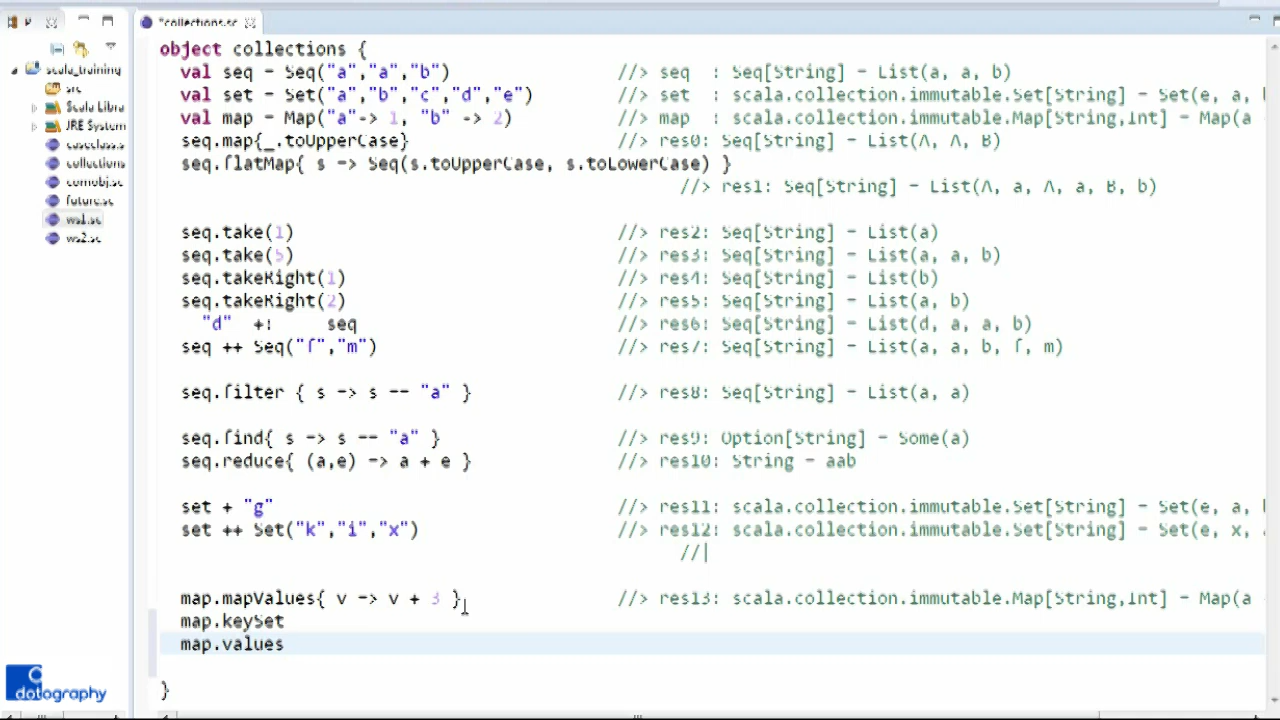 *collections.sc
scala_training
src
Scala Libra
JRE System
caseclass.s
collections
comobj.sc
future.sc
ws1.sc
ws2.sc
object collections {
val seq = Seq("a","a","b") //> seq : Seq[String] = List(a, a, b)
val set = Set("a","b","c","d","e") //> set : scala.collection.immutable.Set[String] = Set(e, a,
val map = Map("a"-> 1, "b" -> 2) //> map : scala.collection.immutable.Map[String,Int] = Map(a
seq.map{_.toUpperCase} //> res0: Seq[String] = List(A, A, B)
seq.flatMap{ s => Seq(s.toUpperCase, s.toLowerCase) }
//> res1: Seq[String] = List(A, a, A, a, B, b)
seq.take(1) //> res2: Seq[String] = List(a)
seq.take(5) //> res3: Seq[String] = List(a, a, b)
seq.takeRight(1) //> res4: Seq[String] = List(b)
seq.takeRight(2) //> res5: Seq[String] = List(a, b)
"d" +: seq //> res6: Seq[String] = List(d, a, a, b)
seq ++ Seq("f","m") //> res7: Seq[String] = List(a, a, b, f, m)
seq.filter { s => s == "a" } //> res8: Seq[String] = List(a, a)
seq.find{ s => s == "a" } //> res9: Option[String] = Some(a)
seq.reduce{ (a,e) => a + e } //> res10: String = aab
set + "g" //> res11: scala.collection.immutable.Set[String] = Set(e, a,
set ++ Set("k","i","x") //> res12: scala.collection.immutable.Set[String] = Set(e, x,
//|
map.mapValues{ v => v + 3 } //> res13: scala.collection.immutable.Map[String,Int] = Map(a
map.keySet
map.values
}
datography